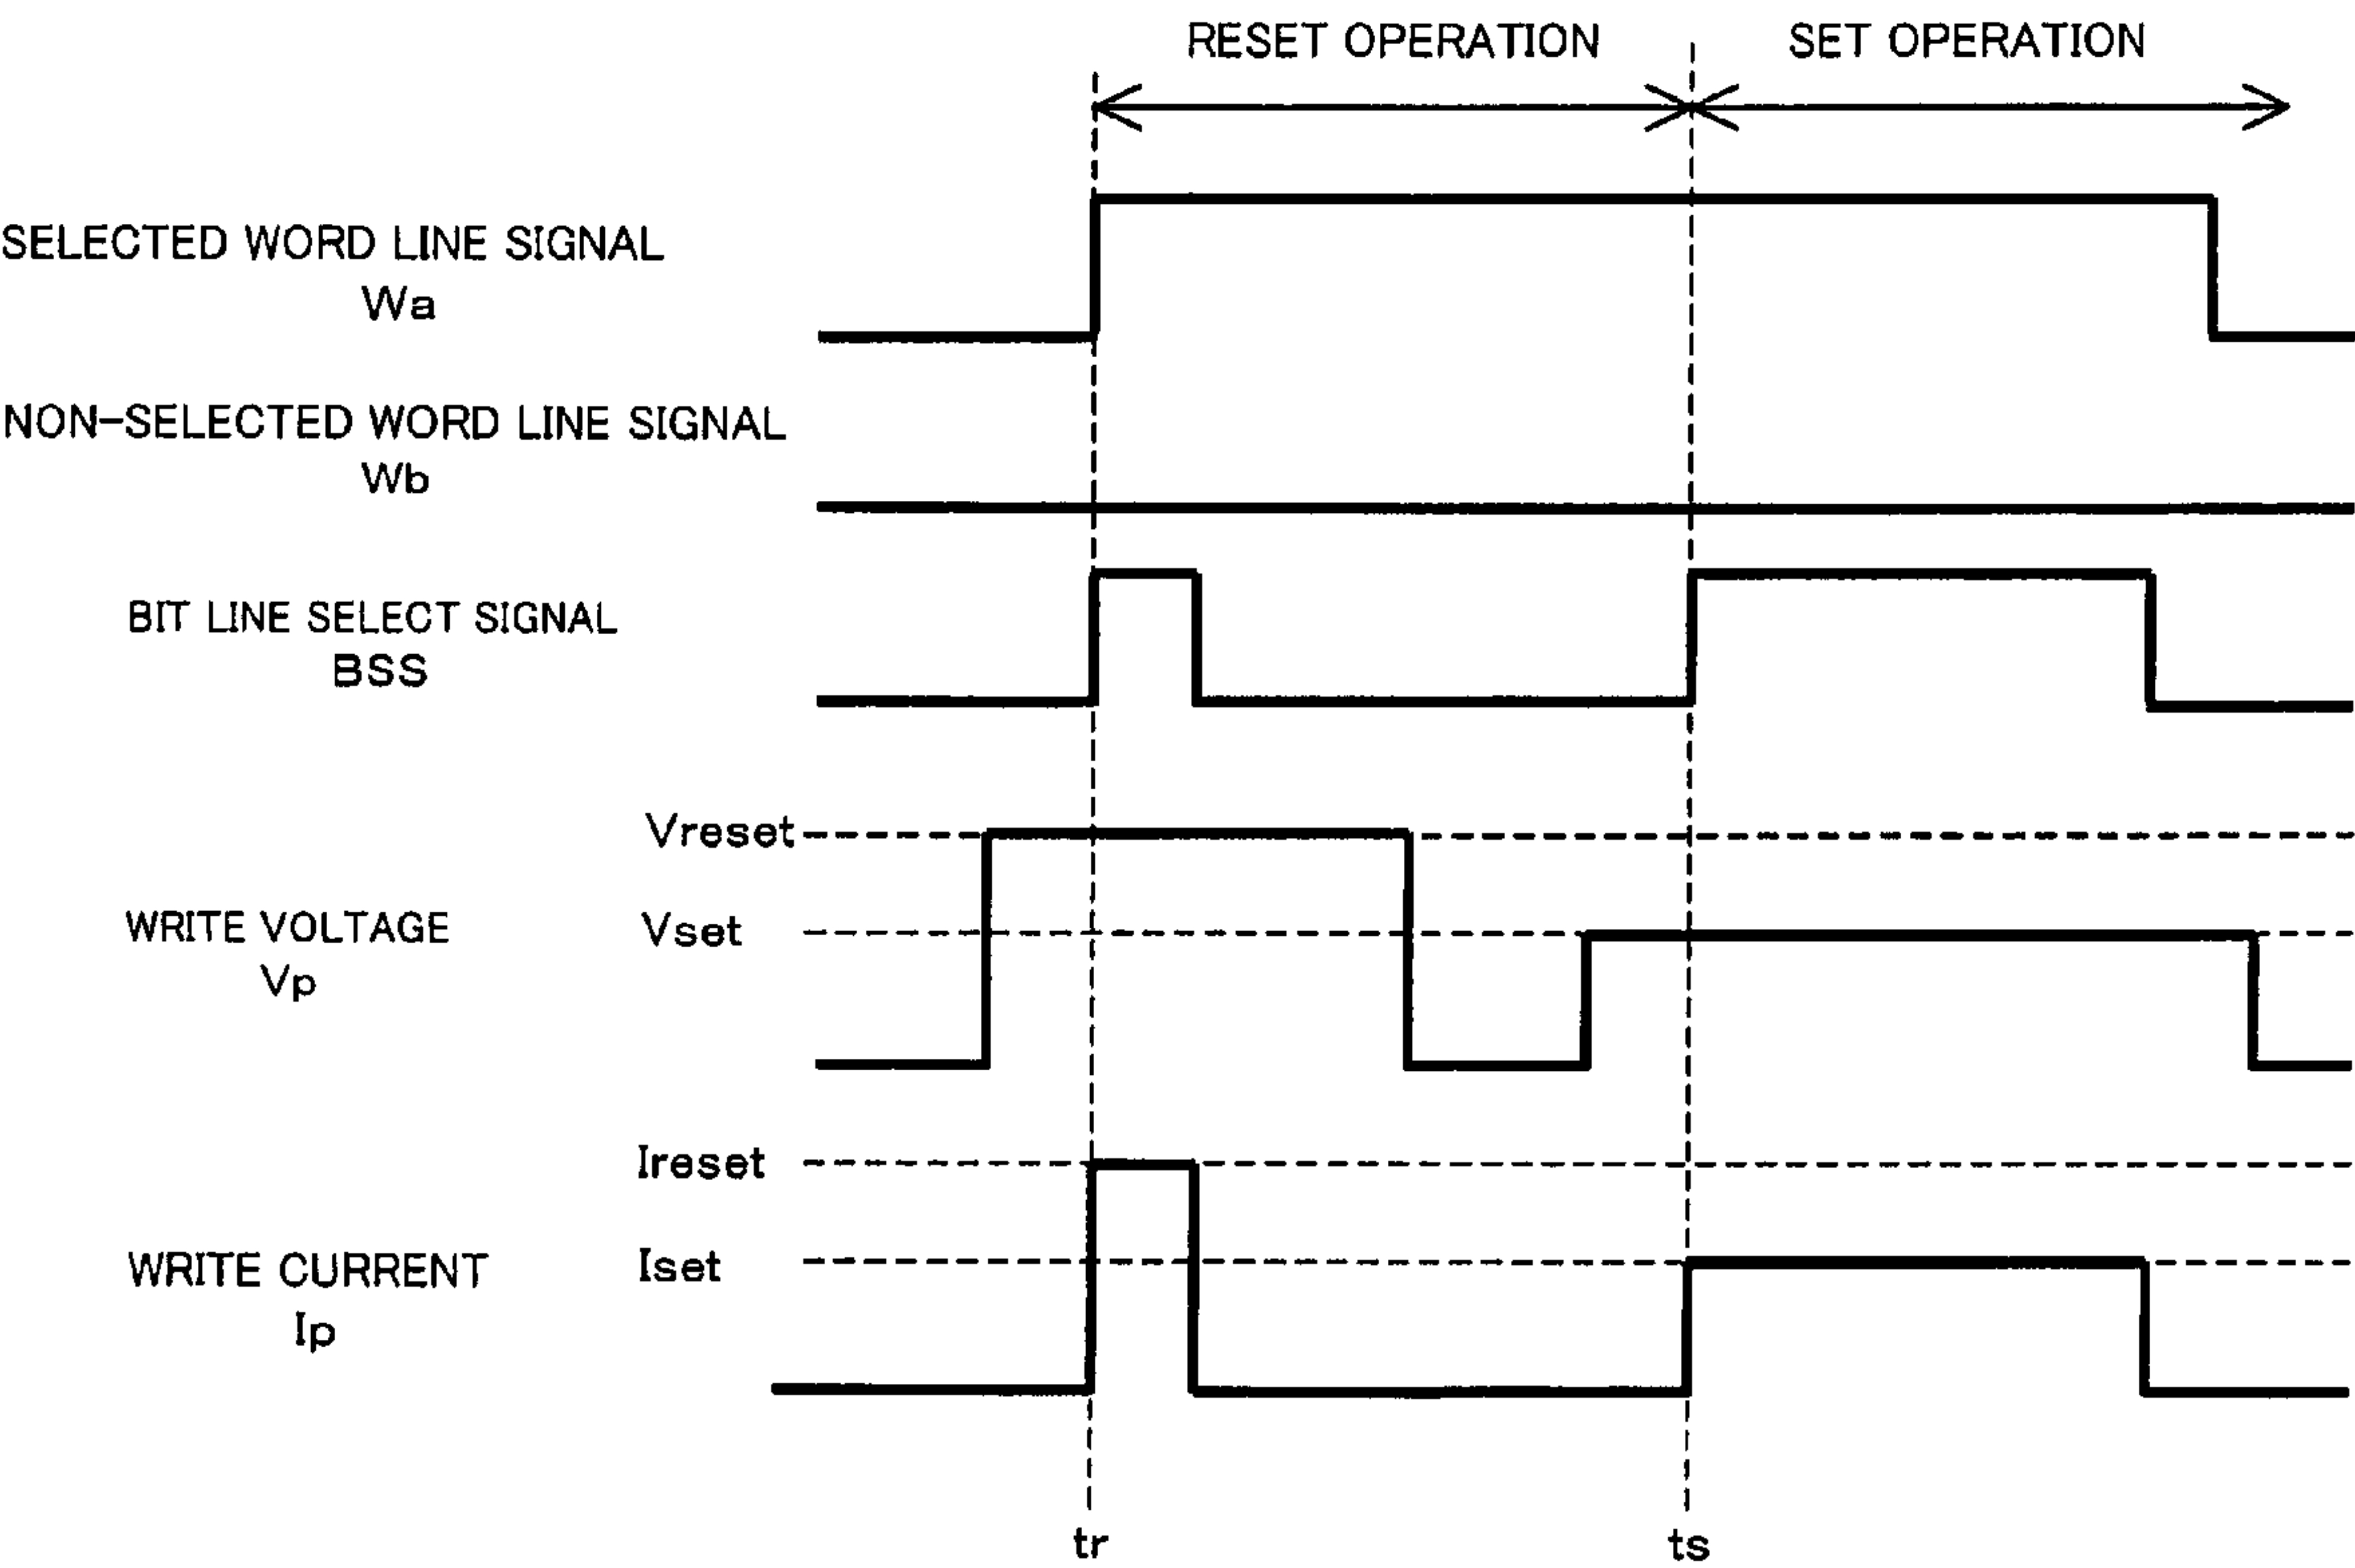 RESET OPERATION
SET OPERATION
SELECTED WORD LINE SIGNAL
Wa
NON-SELECTED WORD LINE SIGNAL
Wb
BIT LINE SELECT SIGNAL
BSS
Vreset
WRITE VOLTAGE
Vset
Vp
Ireset
WRITE CURRENT
Iset
Ip
tr
ts